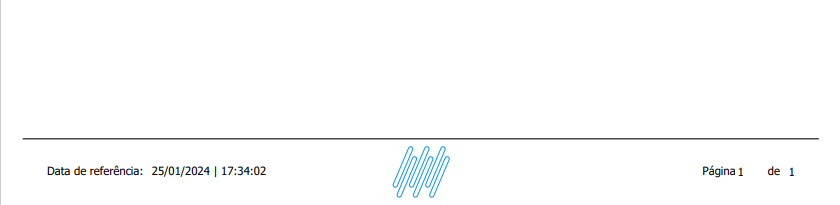 Data de referência: 25/01/2024 | 17:34:02 Página 1 de 1